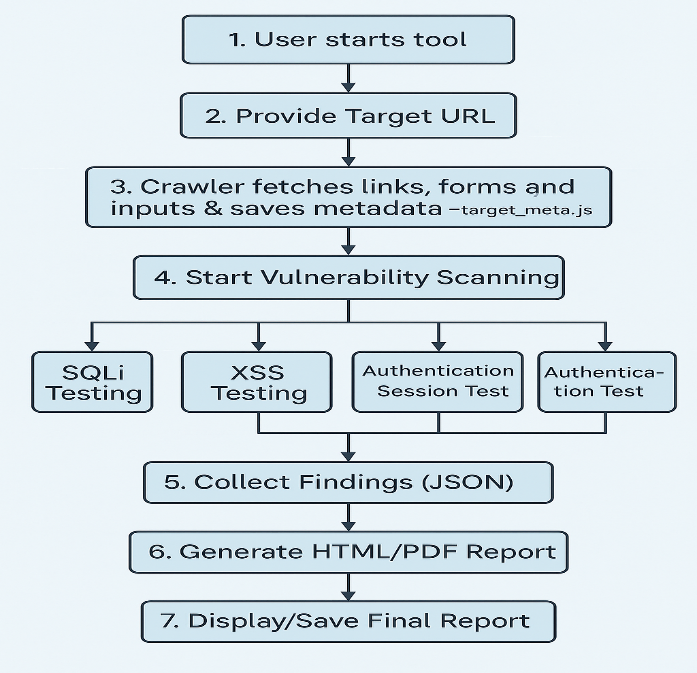 1. User starts tool
2. Provide Target URL
3. Crawler fetches links, forms and
inputs & saves metadata –target_meta.js
4. Start Vulnerability Scanning
SQLi
Testing
XSS
Testing
Authentication
Session Test
Authentica-
tion Test
5. Collect Findings (JSON)
6. Generate HTML/PDF Report
7. Display/Save Final Report